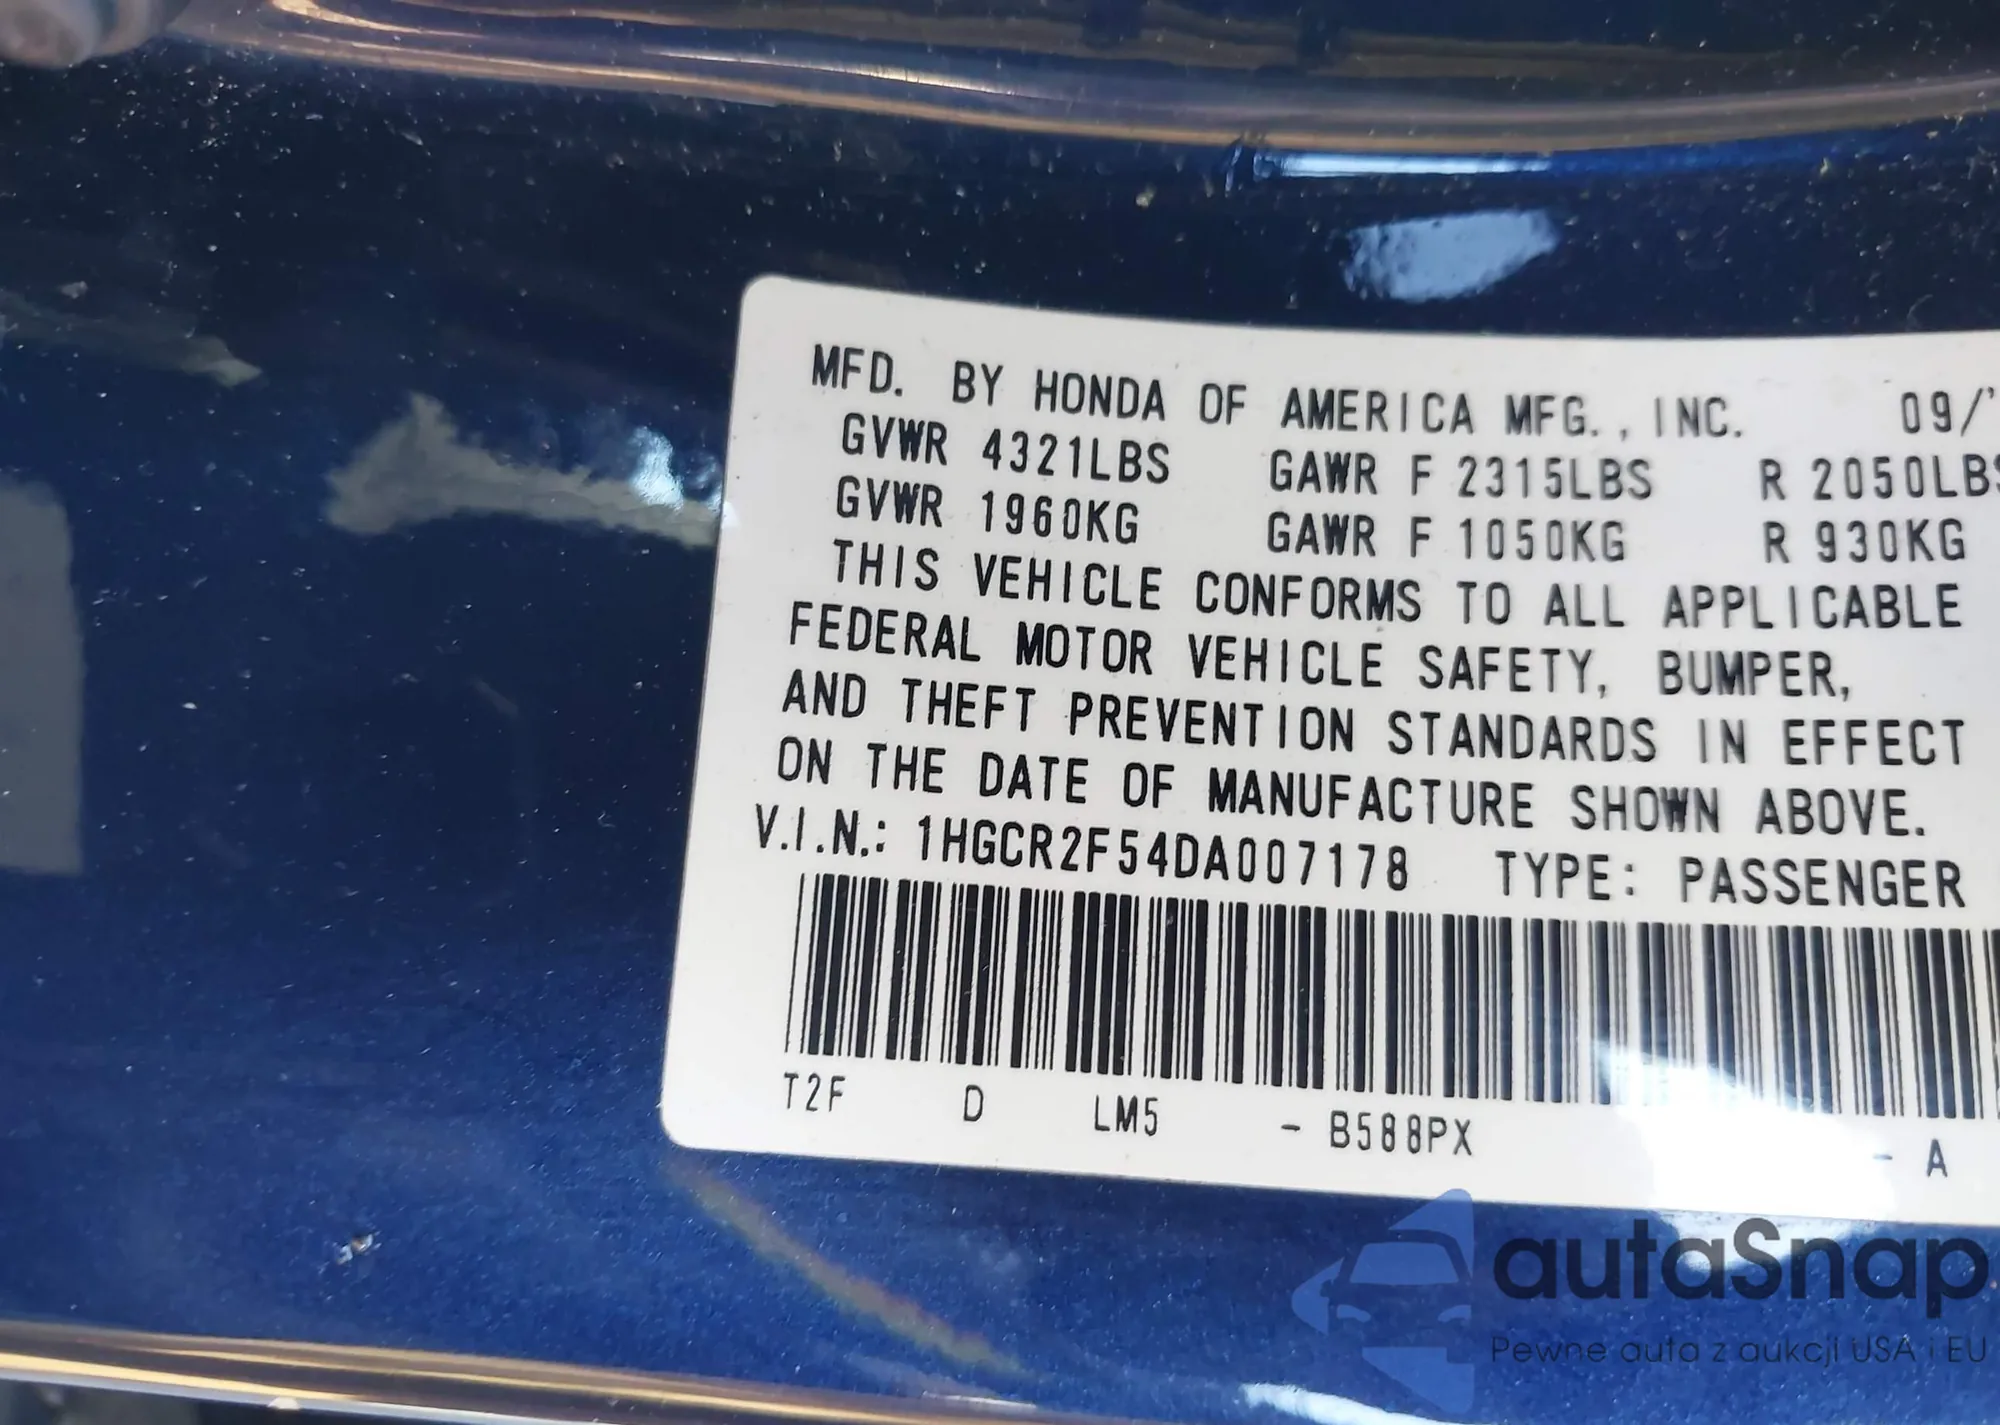 MFD. BY HONDA OF AMERICA MFG., INC. 09/'
GVWR 4321LBS GAWR F 2315LBS R 2050LBS
GVWR 1960KG GAWR F 1050KG R 930KG
THIS VEHICLE CONFORMS TO ALL APPLICABLE
FEDERAL MOTOR VEHICLE SAFETY, BUMPER,
AND THEFT PREVENTION STANDARDS IN EFFECT
ON THE DATE OF MANUFACTURE SHOWN ABOVE.
V.I.N.: 1HGCR2F54DA007178 TYPE: PASSENGER
T2F D LM5 - B588PX - A
autaSnap
Pewne auta z aukcji USA i EU